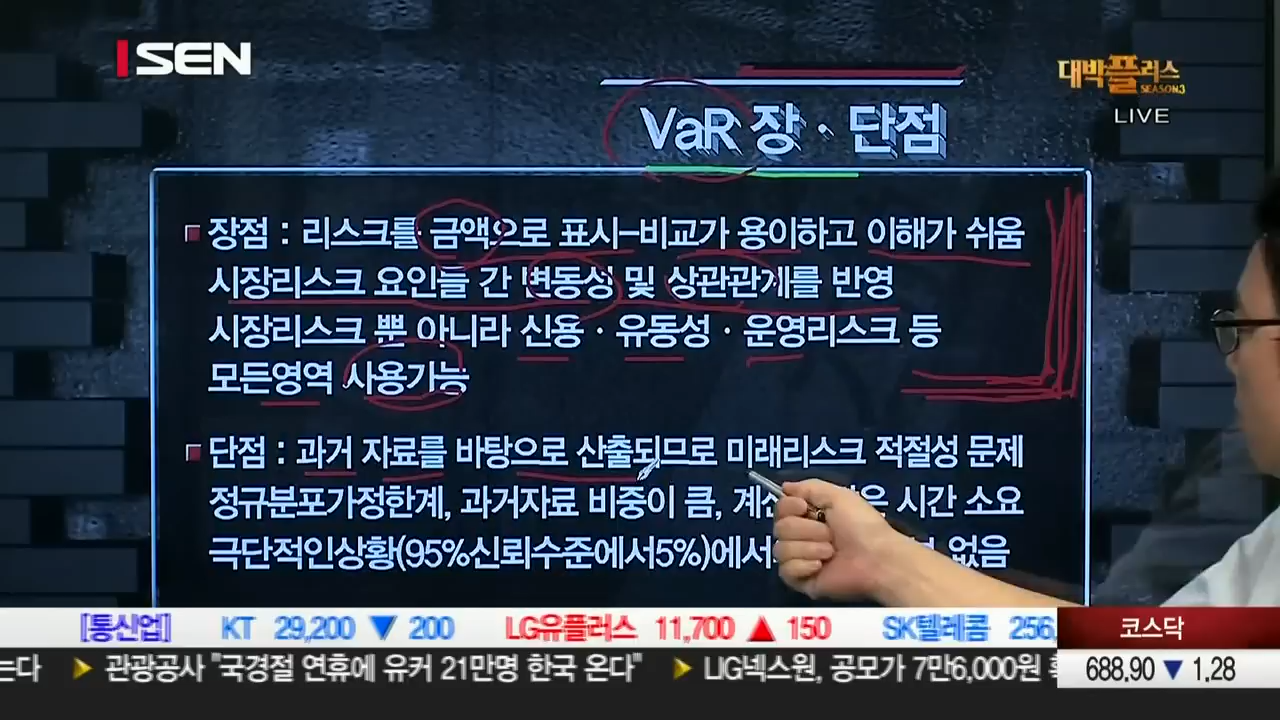 SEN
대박플러스
SEASON.3
LIVE
VaR 장·단점
장점 : 리스크를 금액으로 표시-비교가 용이하고 이해가 쉬움
시장리스크 요인들 간 변동성 및 상관관계를 반영
시장리스크 뿐 아니라 신용·유동성·운영리스크 등
모든영역 사용가능
단점 : 과거 자료를 바탕으로 산출되므로 미래리스크 적절성 문제
정규분포가정한계, 과거자료 비중이 큼, 시간 소요
극단적인상황(95%신뢰수준에서5%)에서 없음
[통신업] KT 29,200 ▼ 200 LG유플러스 11,700 ▲ 150 SK텔레콤 256,
코스닥
는다 ▶ 관광공사 "국경절 연휴에 유커 21만명 한국 온다" ▶ LIG넥스원, 공모가 7만6,000원
688.90 ▼ 1.28